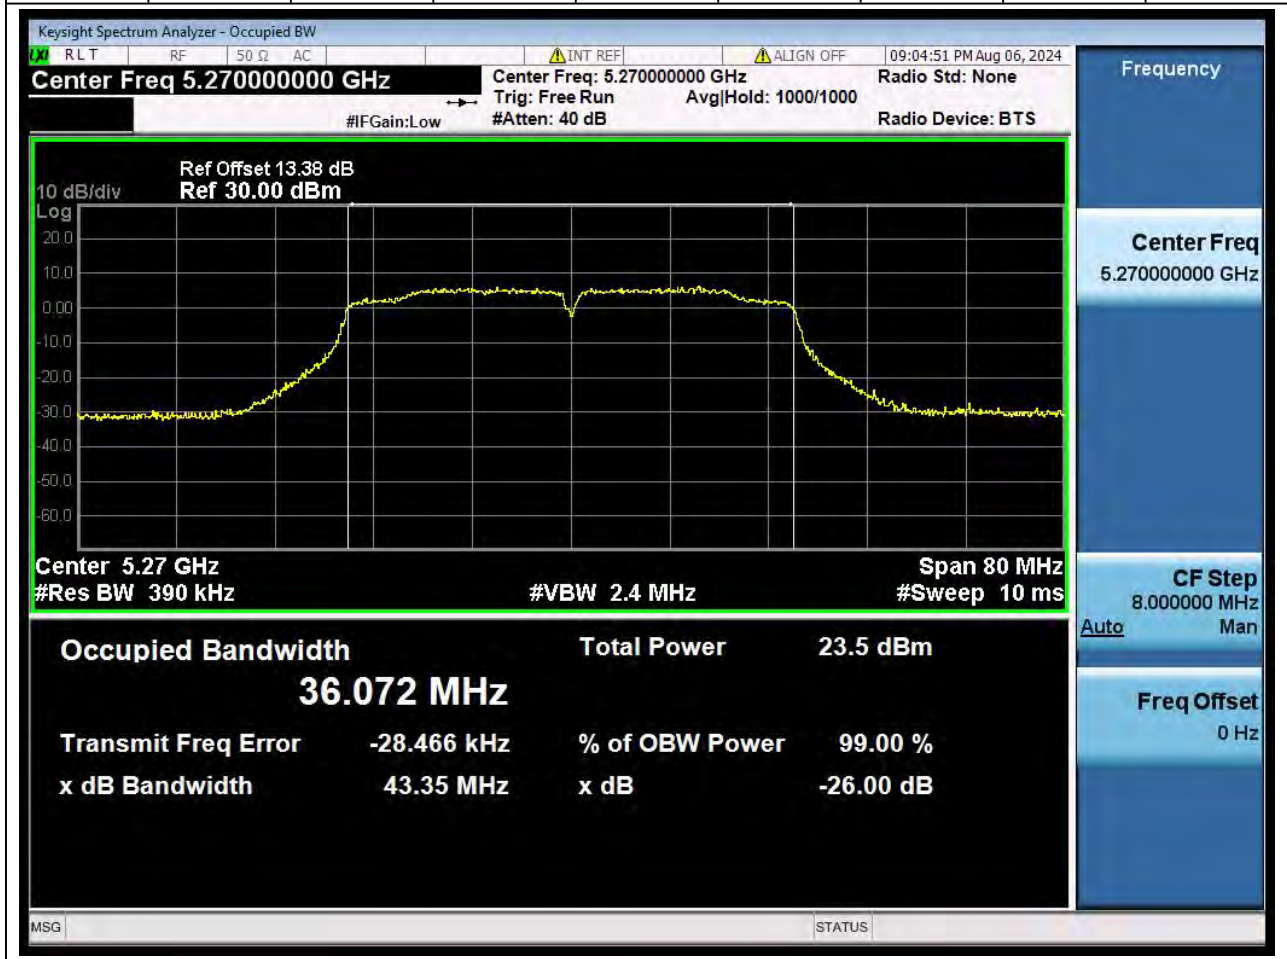 Keysight Spectrum Analyzer - Occupied BW
LXI RLT RF 50 Ω AC INT REF ALIGN OFF 09:04:51 PM Aug 06, 2024
Center Freq 5.270000000 GHz
Center Freq: 5.270000000 GHz
Radio Std: None
Trig: Free Run Avg|Hold: 1000/1000
#IFGain:Low
#Atten: 40 dB
Radio Device: BTS
Ref Offset 13.38 dB
10 dB/div Ref 30.00 dBm
Log
20.0
10.0
0.00
-10.0
-20.0
-30.0
-40.0
-50.0
-60.0
Center 5.27 GHz Span 80 MHz
#Res BW 390 kHz #VBW 2.4 MHz #Sweep 10 ms
Occupied Bandwidth Total Power 23.5 dBm
36.072 MHz
Transmit Freq Error -28.466 kHz % of OBW Power 99.00 %
x dB Bandwidth 43.35 MHz x dB -26.00 dB
MSG STATUS
Frequency
Center Freq
5.270000000 GHz
CF Step
8.000000 MHz
Auto Man
Freq Offset
0 Hz